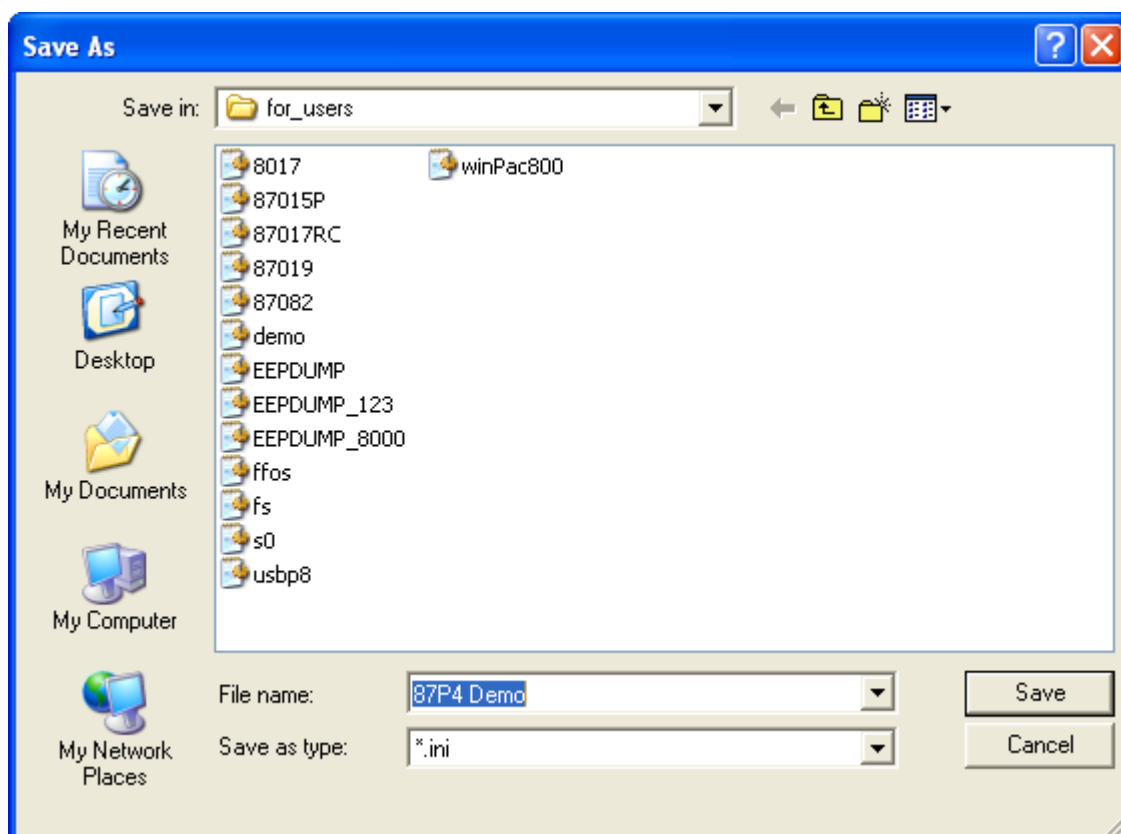 Save As
Save in: for_users
My Recent
Documents
Desktop
My Documents
My Computer
My Network
Places
8017
87015P
87017RC
87019
87082
demo
EEPDUMP
EEPDUMP_123
EEPDUMP_8000
ffos
fs
s0
usbp8
winPac800
File name: 87P4 Demo
Save
Save as type: *.ini
Cancel